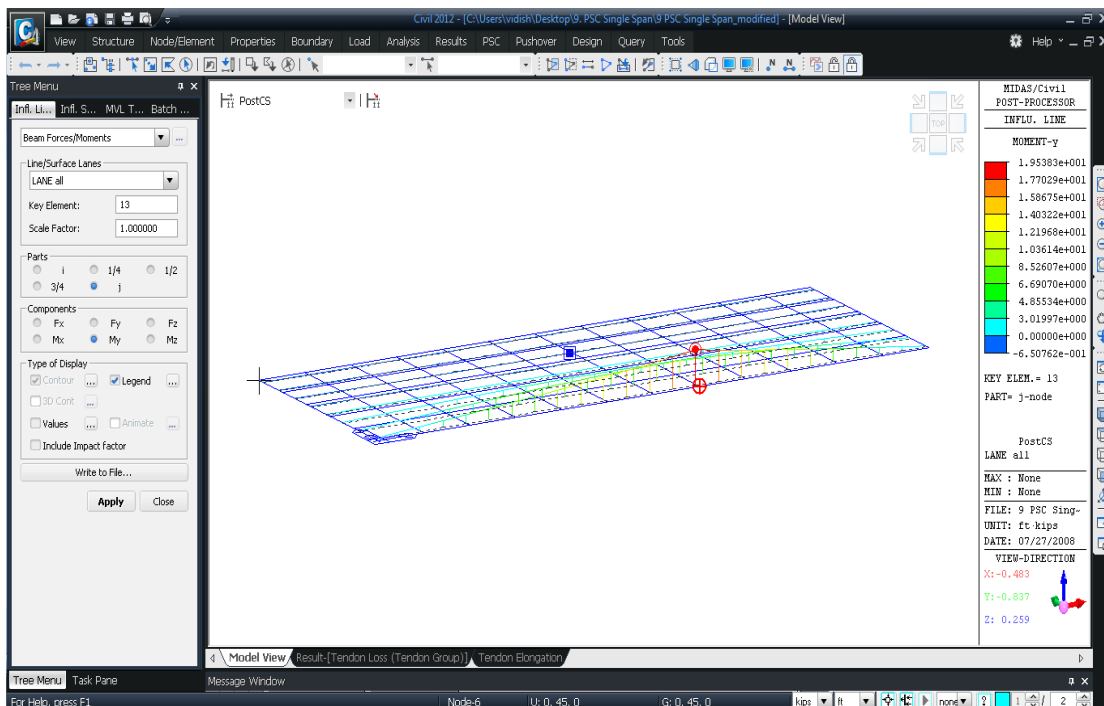 Civil 2012 - [C:\Users\vidish\Desktop\9. PSC Single Span\9 PSC Single Span_modified] - [Model View]
View Structure Node/Element Properties Boundary Load Analysis Results PSC Pushover Design Query Tools Help
Tree Menu
Infl. Li... Infl. S... MVL T... Batch ...
Beam Forces/Moments ...
Line/Surface Lanes
LANE all
Key Element: 13
Scale Factor: 1.000000
Parts
i 1/4 1/2
3/4 j
Components
Fx Fy Fz
Mx My Mz
Type of Display
Contour ... Legend ...
3D Cont ...
Values ... Animate ...
Include Impact factor
Write to File...
Apply Close
PostCS
TOP
MIDAS/Civil
POST-PROCESSOR
INFLU. LINE
MOMENT-y
1.95383e+001
1.77029e+001
1.58675e+001
1.40322e+001
1.21968e+001
1.03614e+001
8.52607e+000
6.69070e+000
4.85534e+000
3.01997e+000
0.00000e+000
-6.50762e-001
KEY ELEM.= 13
PART= j-node
PostCS
LANE all
MAX : None
MIN : None
FILE: 9 PSC Sing~
UNIT: ft·kips
DATE: 07/27/2008
VIEW-DIRECTION
X:-0.483
Y:-0.837
Z: 0.259
Model View Result-[Tendon Loss (Tendon Group)] Tendon Elongation
Tree Menu Task Pane
Message Window
For Help, press F1 Node-6 U: 0, 45, 0 G: 0, 45, 0 kips ft none ? 1 / 2